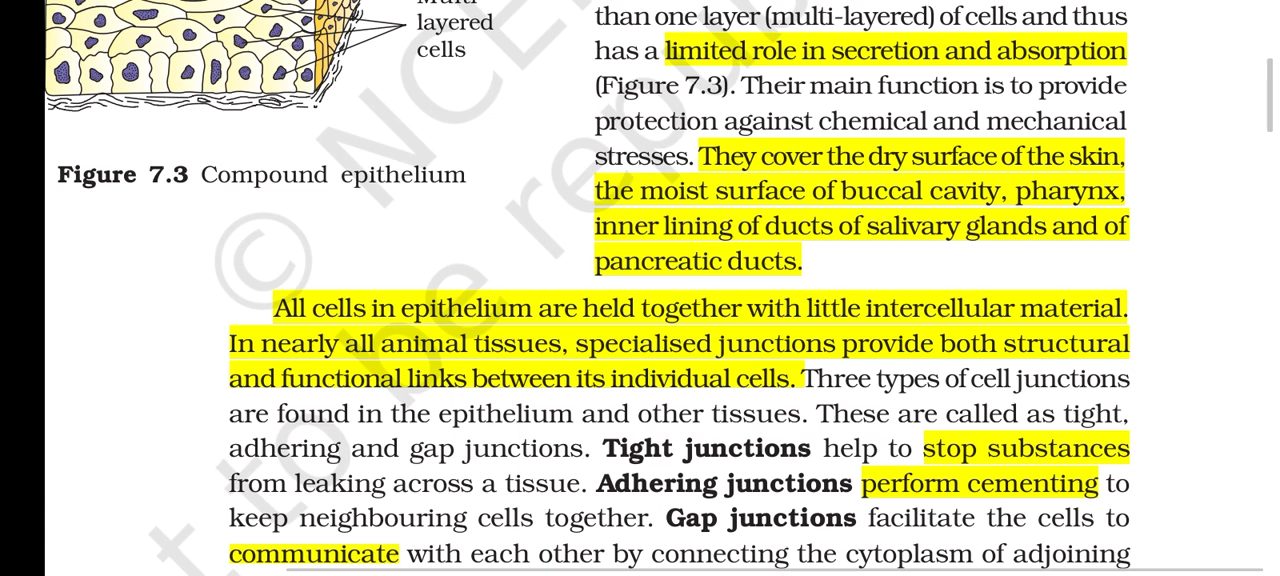 layered
cells
Figure 7.3 Compound epithelium
than one layer (multi-layered) of cells and thus
has a limited role in secretion and absorption
(Figure 7.3). Their main function is to provide
protection against chemical and mechanical
stresses. They cover the dry surface of the skin,
the moist surface of buccal cavity, pharynx,
inner lining of ducts of salivary glands and of
pancreatic ducts.
All cells in epithelium are held together with little intercellular material.
In nearly all animal tissues, specialised junctions provide both structural
and functional links between its individual cells. Three types of cell junctions
are found in the epithelium and other tissues. These are called as tight,
adhering and gap junctions. Tight junctions help to stop substances
from leaking across a tissue. Adhering junctions perform cementing to
keep neighbouring cells together. Gap junctions facilitate the cells to
communicate with each other by connecting the cytoplasm of adjoining